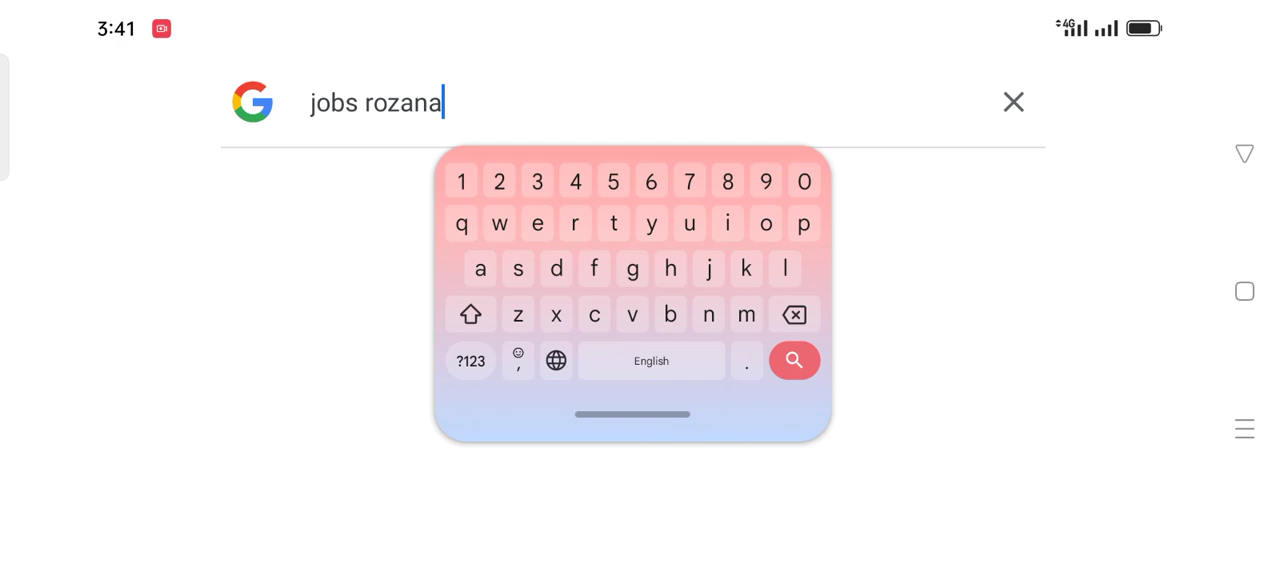 3:41
4G
jobs rozana
1 2 3 4 5 6 7 8 9 0
q w e r t y u i o p
a s d f g h j k l
z x c v b n m
?123 , English .